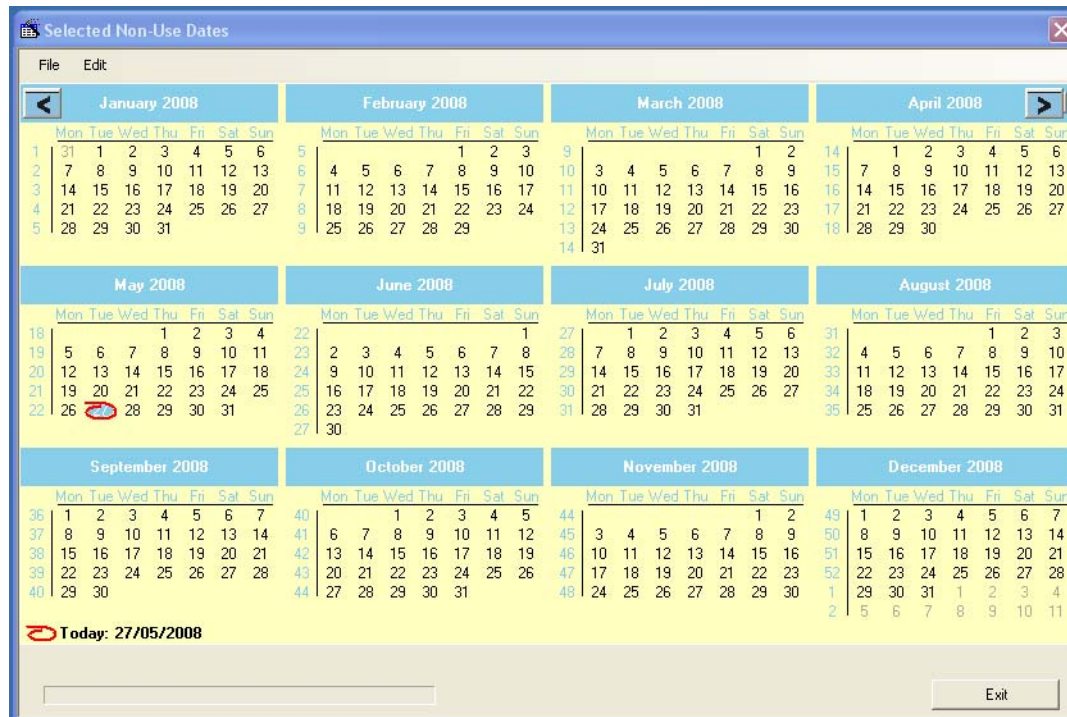 Selected Non-Use Dates
File Edit
< January 2008 February 2008 March 2008 April 2008 >
Mon Tue Wed Thu Fri Sat Sun Mon Tue Wed Thu Fri Sat Sun Mon Tue Wed Thu Fri Sat Sun Mon Tue Wed Thu Fri Sat Sun
1 31 1 2 3 4 5 6 5 1 2 3 9 1 2 14 1 2 3 4 5 6
2 7 8 9 10 11 12 13 6 4 5 6 7 8 9 10 10 3 4 5 6 7 8 9 15 7 8 9 10 11 12 13
3 14 15 16 17 18 19 20 7 11 12 13 14 15 16 17 11 10 11 12 13 14 15 16 16 14 15 16 17 18 19 20
4 21 22 23 24 25 26 27 8 18 19 20 21 22 23 24 12 17 18 19 20 21 22 23 17 21 22 23 24 25 26 27
5 28 29 30 31 9 25 26 27 28 29 13 24 25 26 27 28 29 30 18 28 29 30
14 31
May 2008 June 2008 July 2008 August 2008
Mon Tue Wed Thu Fri Sat Sun Mon Tue Wed Thu Fri Sat Sun Mon Tue Wed Thu Fri Sat Sun Mon Tue Wed Thu Fri Sat Sun
18 1 2 3 4 22 1 27 1 2 3 4 5 6 31 1 2 3
19 5 6 7 8 9 10 11 23 2 3 4 5 6 7 8 28 7 8 9 10 11 12 13 32 4 5 6 7 8 9 10
20 12 13 14 15 16 17 18 24 9 10 11 12 13 14 15 29 14 15 16 17 18 19 20 33 11 12 13 14 15 16 17
21 19 20 21 22 23 24 25 25 16 17 18 19 20 21 22 30 21 22 23 24 25 26 27 34 18 19 20 21 22 23 24
22 26 27 28 29 30 31 26 23 24 25 26 27 28 29 31 28 29 30 31 35 25 26 27 28 29 30 31
27 30
September 2008 October 2008 November 2008 December 2008
Mon Tue Wed Thu Fri Sat Sun Mon Tue Wed Thu Fri Sat Sun Mon Tue Wed Thu Fri Sat Sun Mon Tue Wed Thu Fri Sat Sun
36 1 2 3 4 5 6 7 40 1 2 3 4 5 44 1 2 49 1 2 3 4 5 6 7
37 8 9 10 11 12 13 14 41 6 7 8 9 10 11 12 45 3 4 5 6 7 8 9 50 8 9 10 11 12 13 14
38 15 16 17 18 19 20 21 42 13 14 15 16 17 18 19 46 10 11 12 13 14 15 16 51 15 16 17 18 19 20 21
39 22 23 24 25 26 27 28 43 20 21 22 23 24 25 26 47 17 18 19 20 21 22 23 52 22 23 24 25 26 27 28
40 29 30 44 27 28 29 30 31 48 24 25 26 27 28 29 30 1 29 30 31 1 2 3 4
2 5 6 7 8 9 10 11
Today: 27/05/2008
Exit